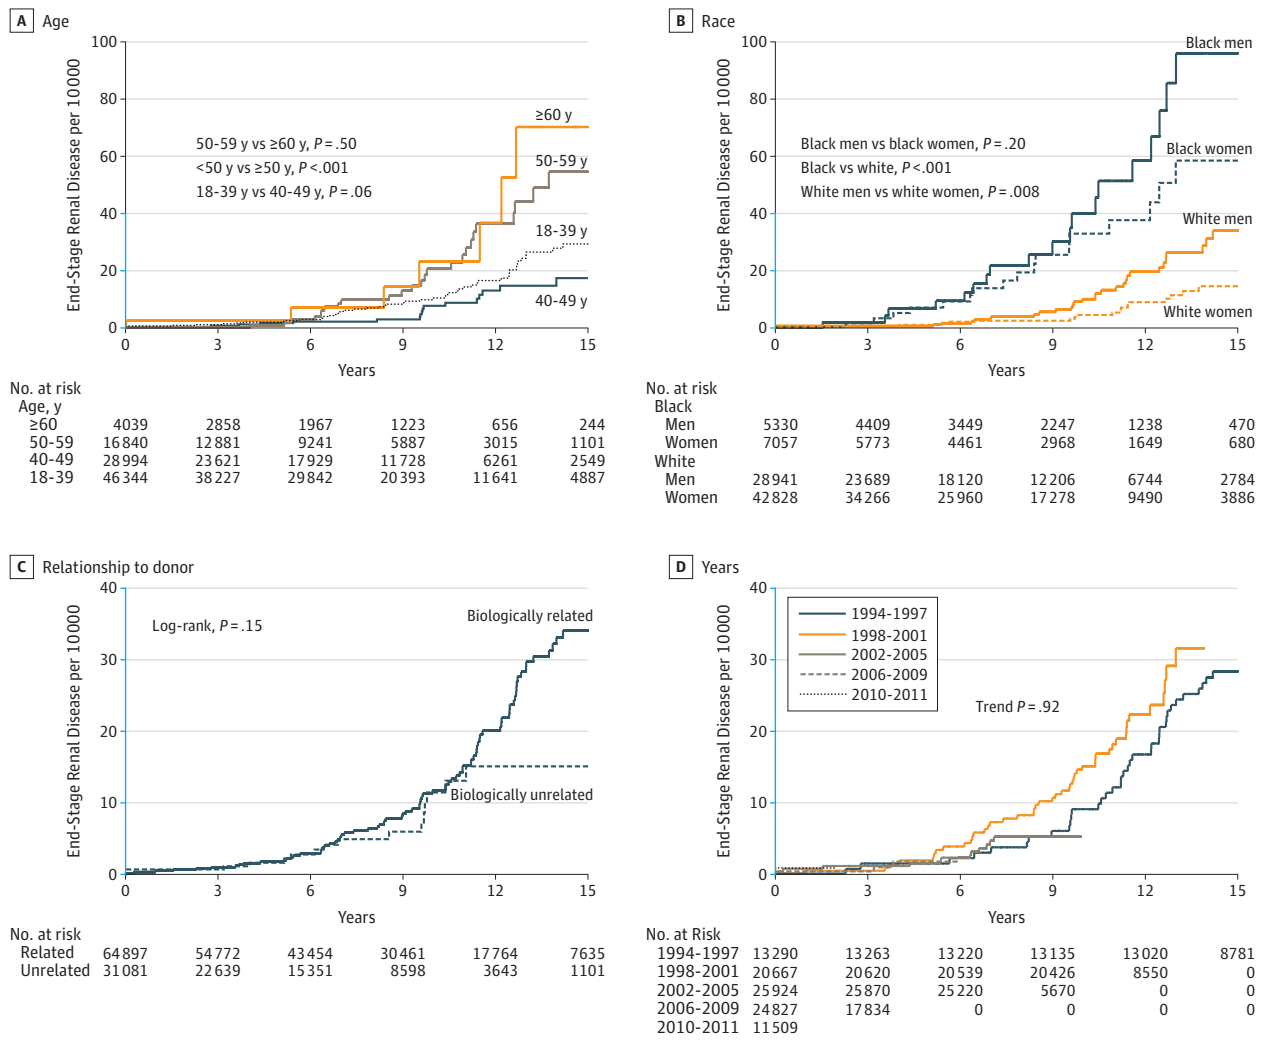 A Age
End-Stage Renal Disease per 10 000
100
80
60
40
20
0
50-59 y vs ≥60 y, P = .50
<50 y vs ≥50 y, P <.001
18-39 y vs 40-49 y, P = .06
≥60 y
50-59 y
18-39 y
40-49 y
0 3 6 9 12 15
Years
No. at risk
Age, y
≥60 4039 2858 1967 1223 656 244
50-59 16 840 12 881 9241 5887 3015 1101
40-49 28 994 23 621 17 929 11 728 6261 2549
18-39 46 344 38 227 29 842 20 393 11 641 4887
B Race
End-Stage Renal Disease per 10 000
100
80
60
40
20
0
Black men vs black women, P = .20
Black vs white, P <.001
White men vs white women, P = .008
Black men
Black women
White men
White women
0 3 6 9 12 15
Years
No. at risk
Black
Men 5330 4409 3449 2247 1238 470
Women 7057 5773 4461 2968 1649 680
White
Men 28 941 23 689 18 120 12 206 6744 2784
Women 42 828 34 266 25 960 17 278 9490 3886
C Relationship to donor
End-Stage Renal Disease per 10 000
40
30
20
10
0
Log-rank, P = .15
Biologically related
Biologically unrelated
0 3 6 9 12 15
Years
No. at risk
Related 64 897 54 772 43 454 30 461 17 764 7635
Unrelated 31 081 22 639 15 351 8598 3643 1101
D Years
End-Stage Renal Disease per 10 000
40
30
20
10
0
1994-1997
1998-2001
2002-2005
2006-2009
2010-2011
Trend P = .92
0 3 6 9 12 15
Years
No. at Risk
1994-1997 13 290 13 263 13 220 13 135 13 020 8781
1998-2001 20 667 20 620 20 539 20 426 8550 0
2002-2005 25 924 25 870 25 220 5670 0 0
2006-2009 24 827 17 834 0 0 0 0
2010-2011 11 509